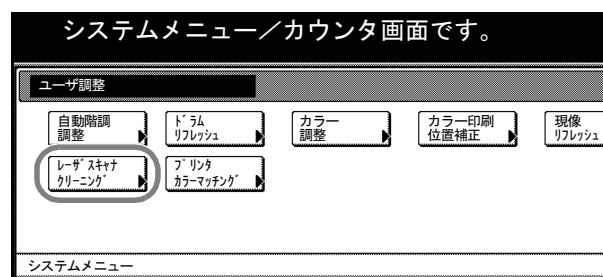 システムメニュー／カウンタ画面です。
ユーザ調整
自動階調
調整
ﾄﾞﾗﾑ
ﾘﾌﾚｯｼｭ
カラー
調整
カラー印刷
位置補正
現像
ﾘﾌﾚｯｼｭ
ﾚｰｻﾞｽｷｬﾅ
ｸﾘｰﾆﾝｸﾞ
ﾌﾟﾘﾝﾀ
ｶﾗｰﾏｯﾁﾝｸﾞ
システムメニュー